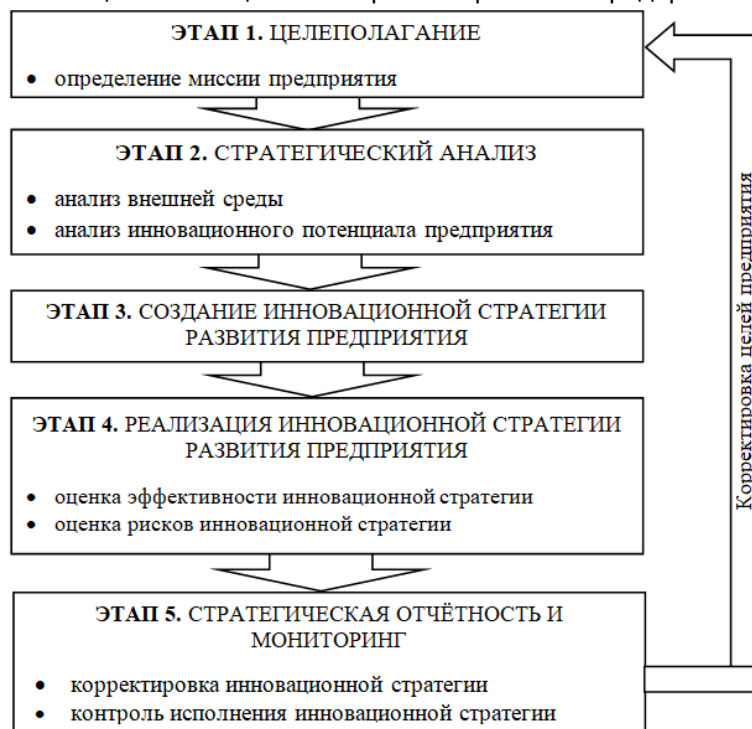 ЭТАП 1. ЦЕЛЕПОЛАГАНИЕ
• определение миссии предприятия
ЭТАП 2. СТРАТЕГИЧЕСКИЙ АНАЛИЗ
• анализ внешней среды
• анализ инновационного потенциала предприятия
ЭТАП 3. СОЗДАНИЕ ИННОВАЦИОННОЙ СТРАТЕГИИ
РАЗВИТИЯ ПРЕДПРИЯТИЯ
ЭТАП 4. РЕАЛИЗАЦИЯ ИННОВАЦИОННОЙ СТРАТЕГИИ
РАЗВИТИЯ ПРЕДПРИЯТИЯ
• оценка эффективности инновационной стратегии
• оценка рисков инновационной стратегии
ЭТАП 5. СТРАТЕГИЧЕСКАЯ ОТЧЁТНОСТЬ И
МОНИТОРИНГ
• корректировка инновационной стратегии
• контроль исполнения инновационной стратегии
Корректировка целей предприятия